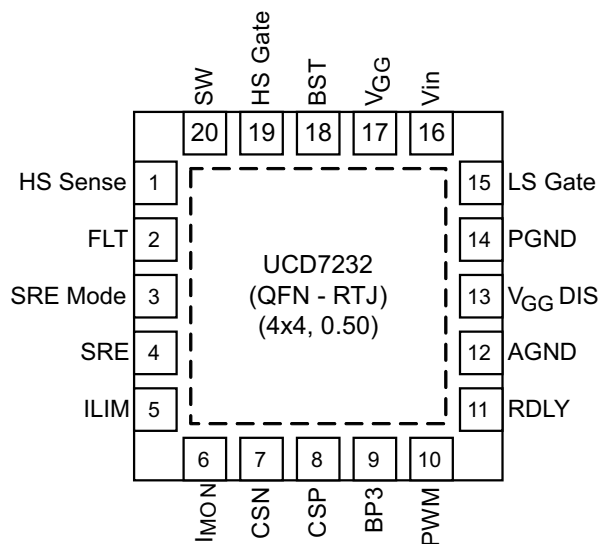 SW
HS Gate
BST
VGG
Vin
20
19
18
17
16
HS Sense 1
15 LS Gate
FLT 2
14 PGND
SRE Mode 3
13 VGG DIS
SRE 4
12 AGND
ILIM 5
11 RDLY
UCD7232
(QFN - RTJ)
(4x4, 0.50)
6
7
8
9
10
IMON
CSN
CSP
BP3
PWM